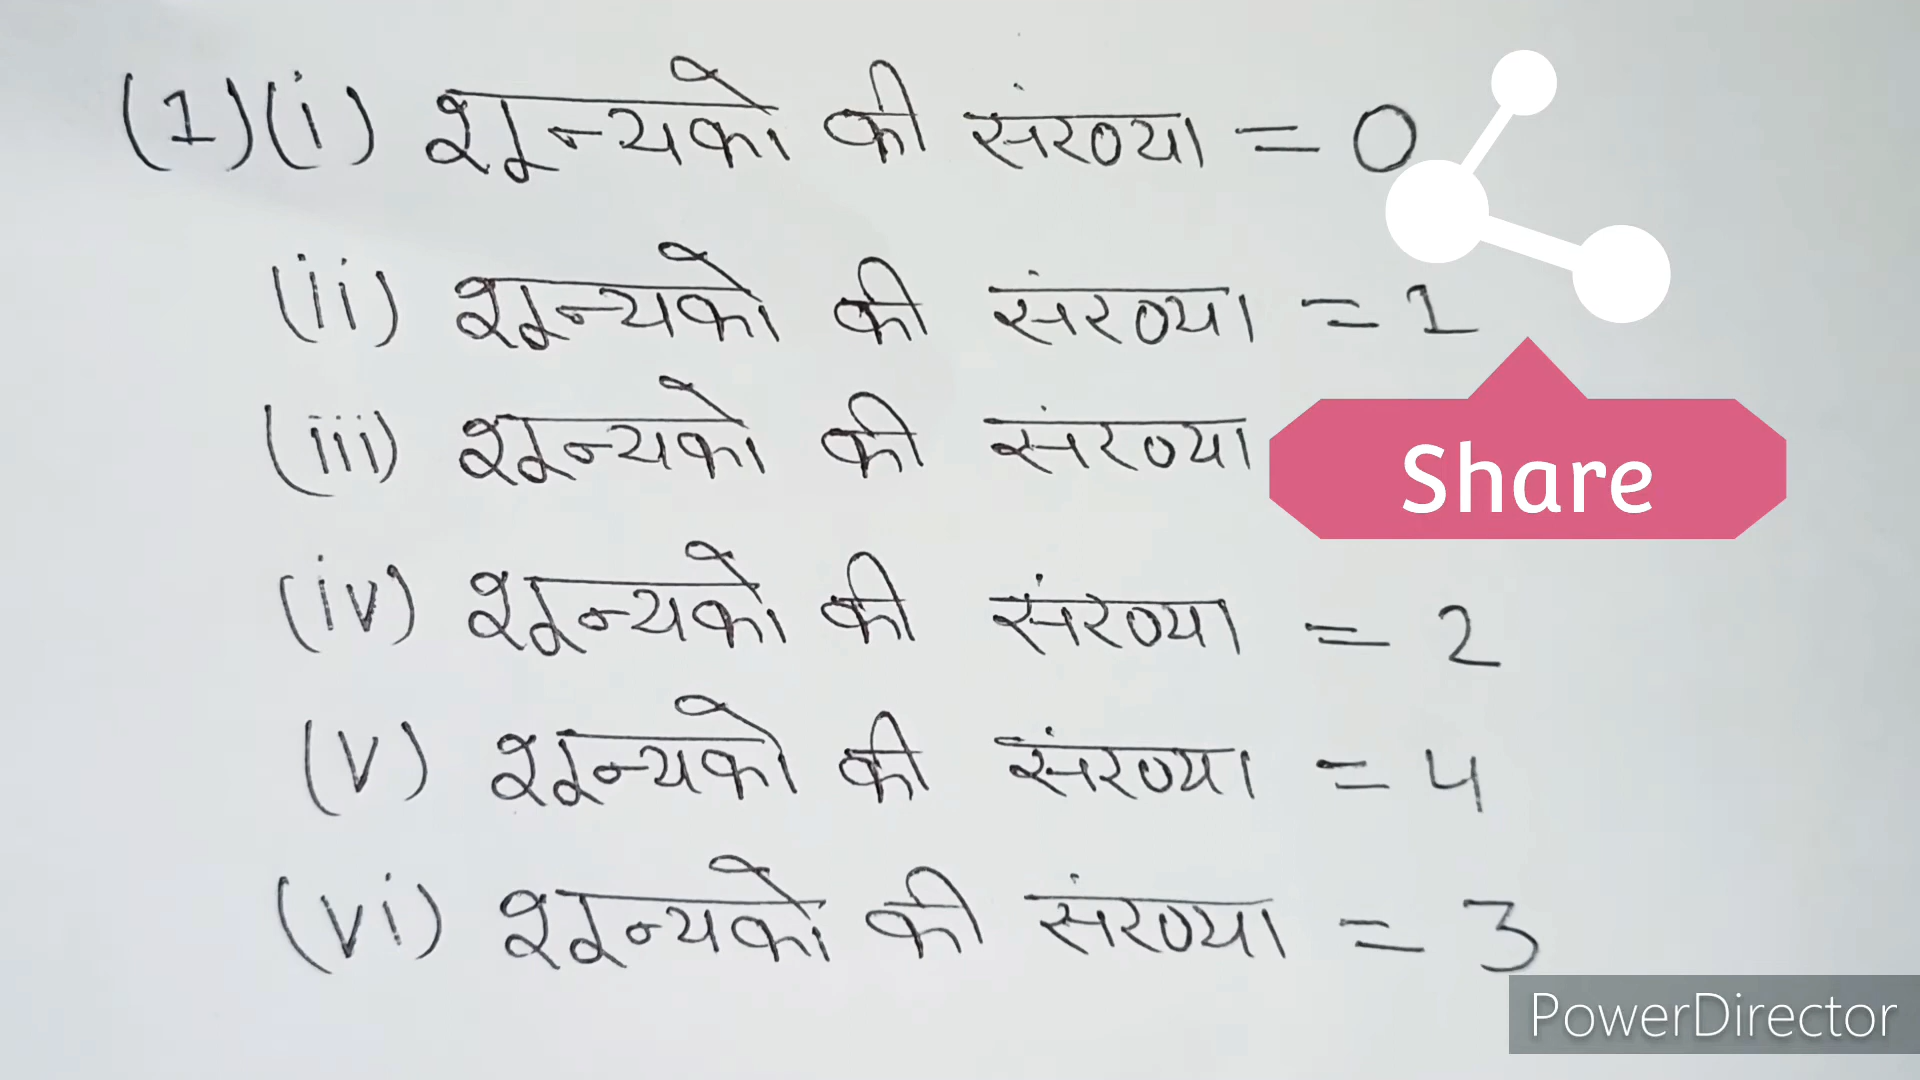 (1)(i) शून्यको की संख्या = 0
(ii) शून्यको की संख्या = 1
(iii) शून्यको की संख्या
Share
(iv) शून्यको की संख्या = 2
(v) शून्यको की संख्या = 4
(vi) शून्यको की संख्या = 3
PowerDirector